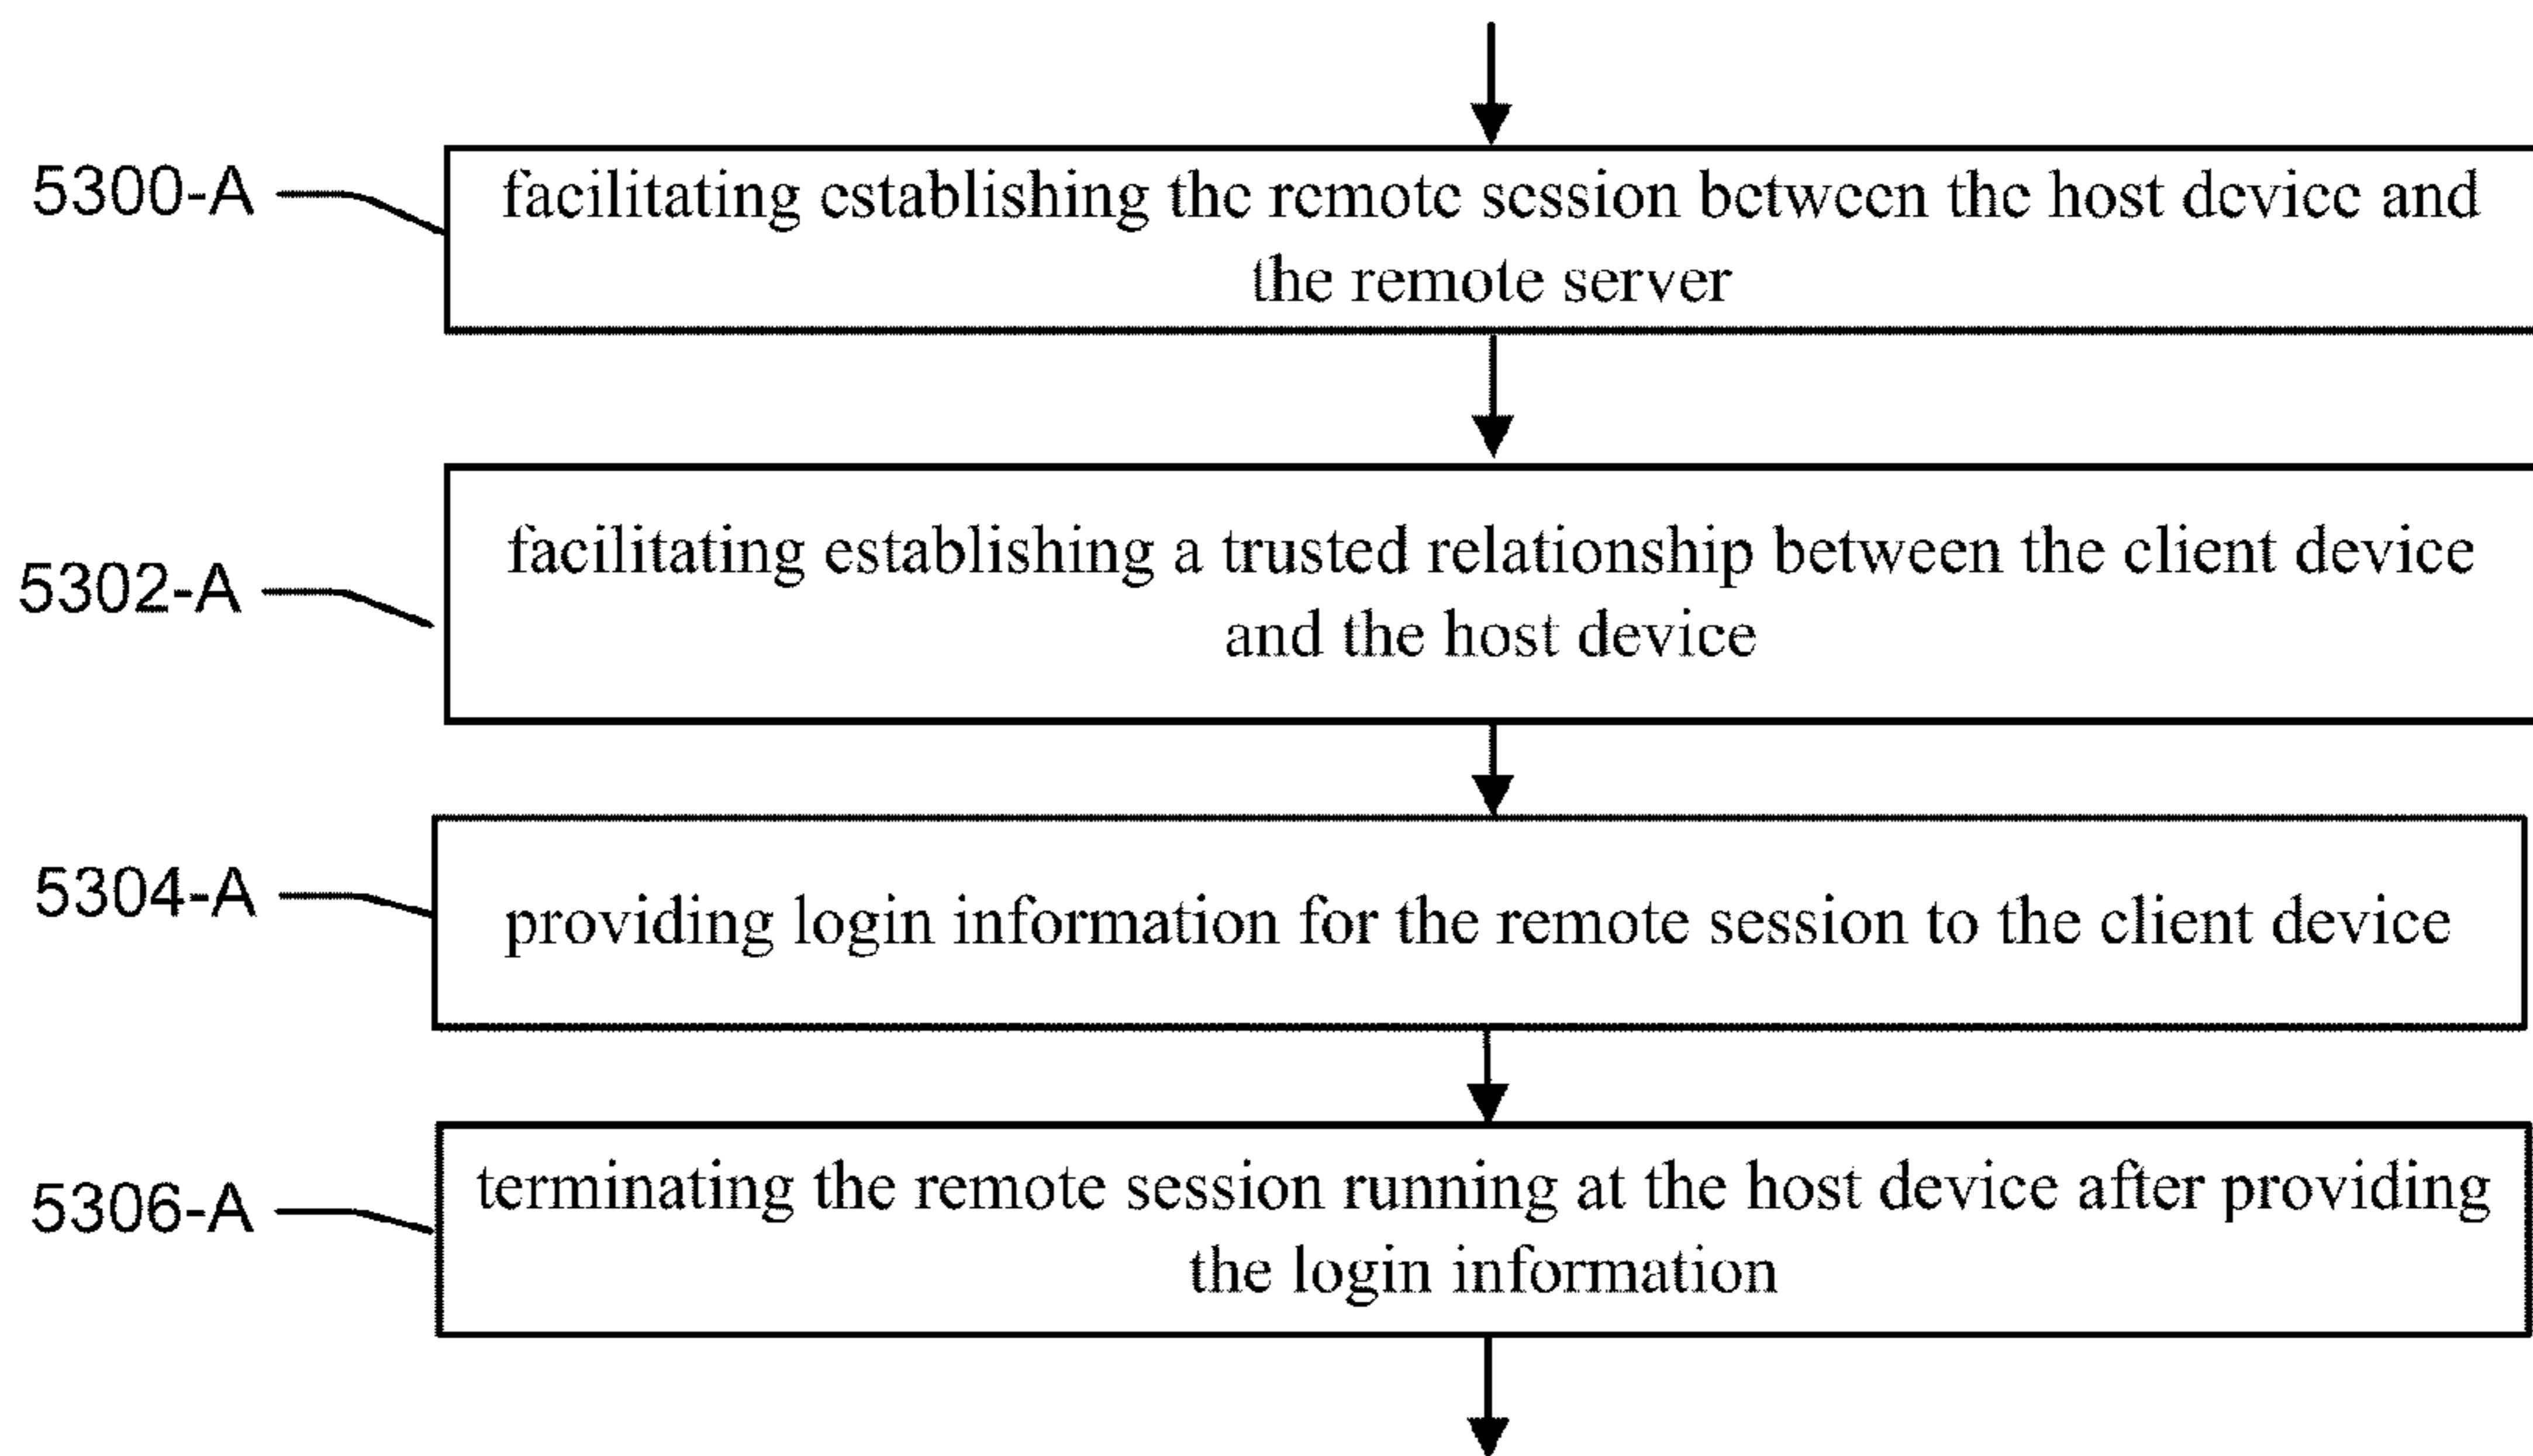 5300-A
facilitating establishing the remote session between the host device and
the remote server
5302-A
facilitating establishing a trusted relationship between the client device
and the host device
5304-A
providing login information for the remote session to the client device
5306-A
terminating the remote session running at the host device after providing
the login information